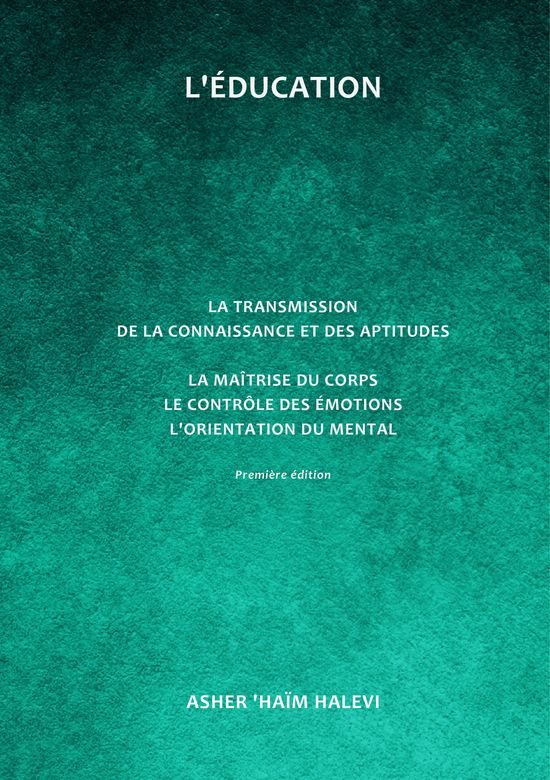 L'ÉDUCATION
LA TRANSMISSION
DE LA CONNAISSANCE ET DES APTITUDES
LA MAÎTRISE DU CORPS
LE CONTRÔLE DES ÉMOTIONS
L'ORIENTATION DU MENTAL
Première édition
ASHER 'HAÏM HALEVI